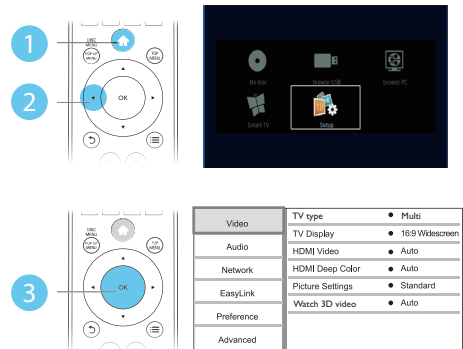 1
DISC
MENU
POP-UP
MENU
TOP
MENU
2
OK
No disc
browse USB
browse PC
Smart TV
Setup
DISC
MENU
POP-UP
MENU
TOP
MENU
3
OK
Video
Audio
Network
EasyLink
Preference
Advanced
TV type • Multi
TV Display • 16:9 Widescreen
HDMI Video • Auto
HDMI Deep Color • Auto
Picture Settings • Standard
Watch 3D video • Auto